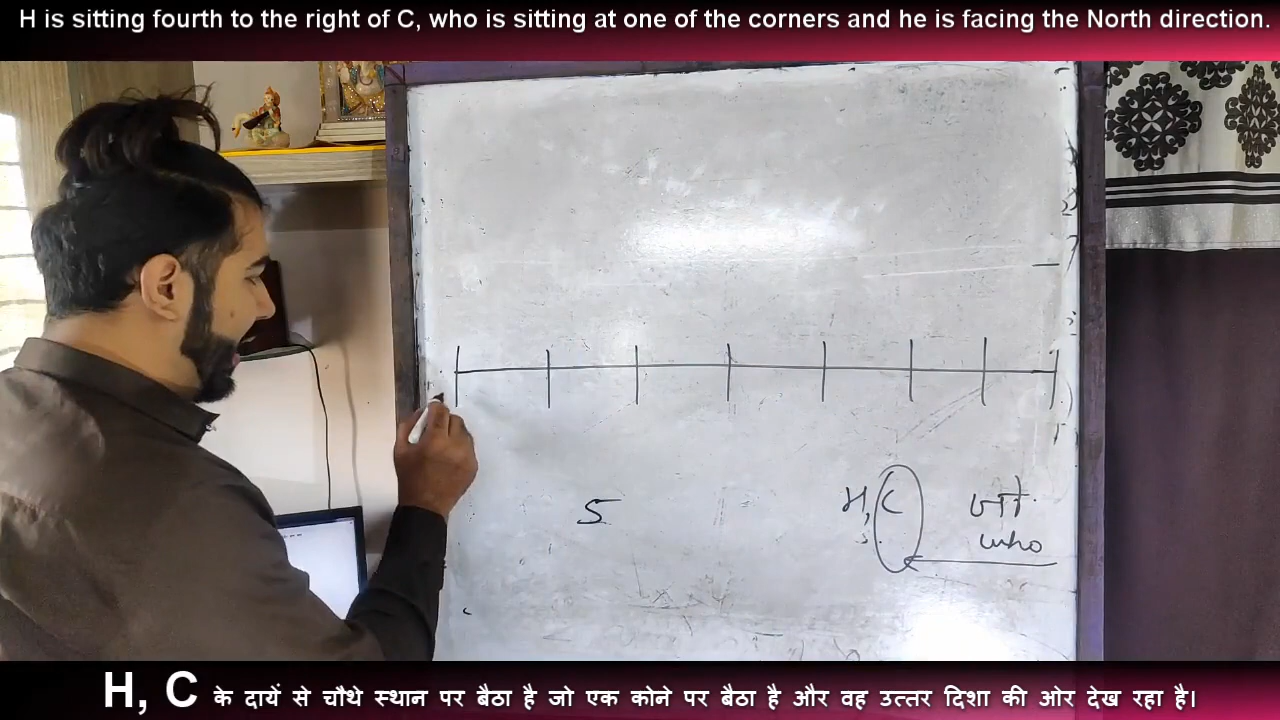 H is sitting fourth to the right of C, who is sitting at one of the corners and he is facing the North direction.
H, C
S
who
H, C के दायें से चौथे स्थान पर बैठा है जो एक कोने पर बैठा है और वह उत्तर दिशा की ओर देख रहा है।